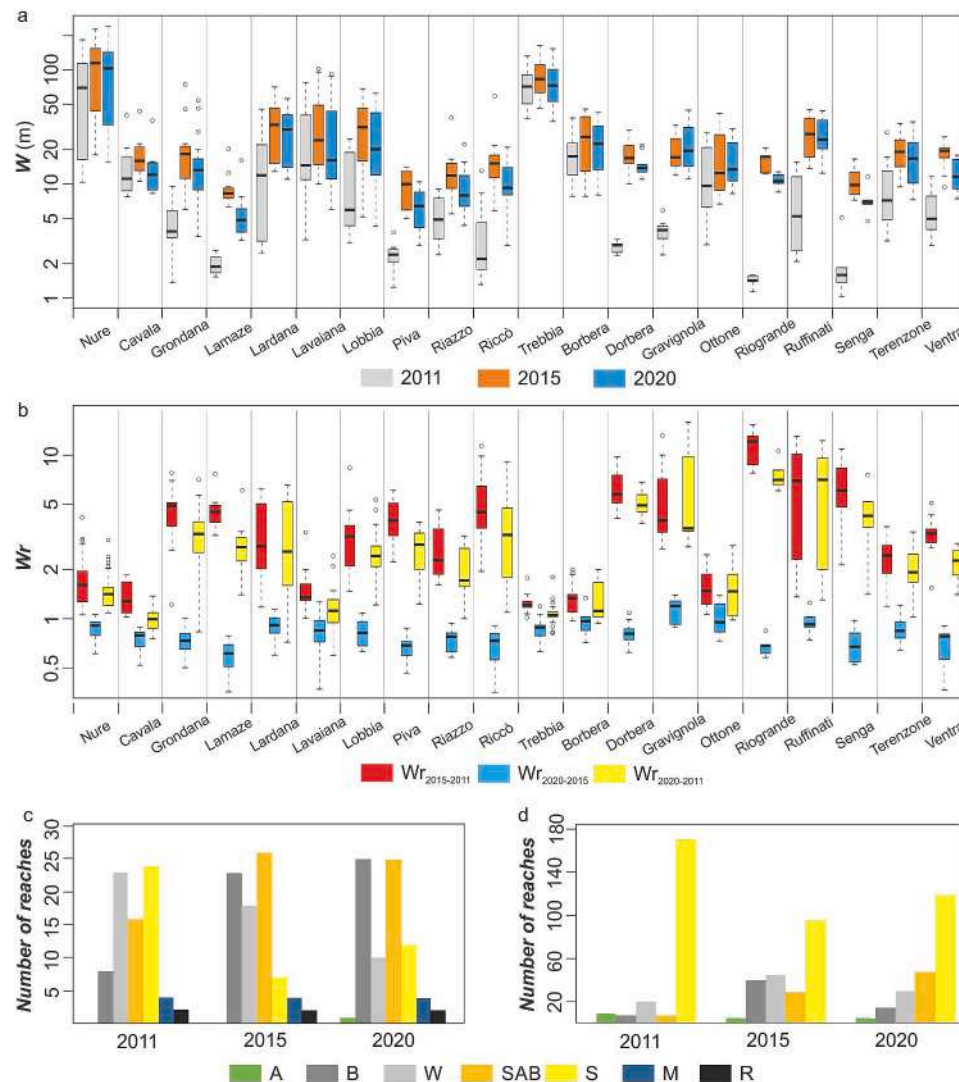 a
W (m)
100
50
20
10
5
2
1
Nure Cavala Grondana Lamaze Lardana Lavaiana Lobbia Piva Riazzo Riccò Trebbia Borbera Dorbera Gravignola Ottone Riogrande Ruffinati Senga Terenzone Ventra
2011 2015 2020
b
Wr
10
5
2
1
0.5
Nure Cavala Grondana Lamaze Lardana Lavaiana Lobbia Piva Riazzo Riccò Trebbia Borbera Dorbera Gravignola Ottone Riogrande Ruffinati Senga Terenzone Ventra
Wr2015-2011 Wr2020-2015 Wr2020-2011
c
Number of reaches
30
25
20
15
10
5
2011 2015 2020
d
Number of reaches
180
140
100
60
20
2011 2015 2020
A B W SAB S M R